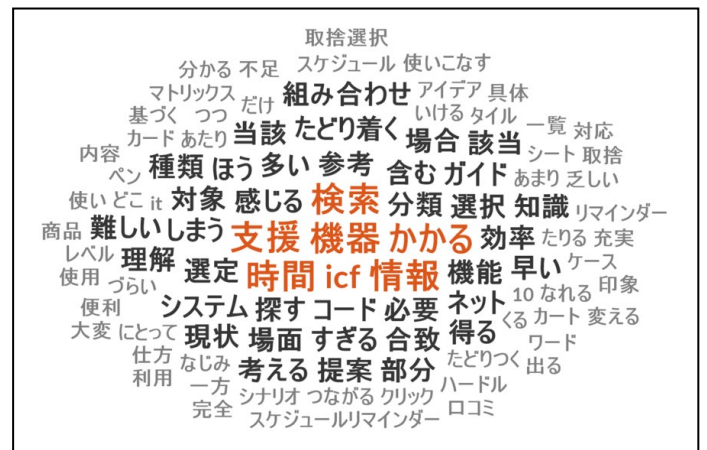 取捨選択
分かる 不足 スケジュール 使いこなす
マトリックス だけ 組み合わせ アイデア 具体
基づく つつ 当該 たどり着く いける タイル
カード あたり 場合 該当 一覧 対応
内容 種類 ほう 多い 参考 含む ガイド シート 取捨
ペン あまり 乏しい
使い どこ it 対象 感じる 検索 分類 選択 知識 リマインダー
商品 難しい しまう 支援 機器 かかる 効率 たりる 充実
レベル 理解 選定 時間 icf 情報 機能 早い ケース
使用 づらい 10 なれる 印象
便利 システム 探す コード 必要 ネット くる カート 変える
大変 にとって 現状 場面 すぎる 合致 得る ワード
仕方 なじみ 考える 提案 部分 たどりつく 出る
利用 一方 シナリオ つながる クリック ハードル
完全 スケジュールリマインダー 口コミ